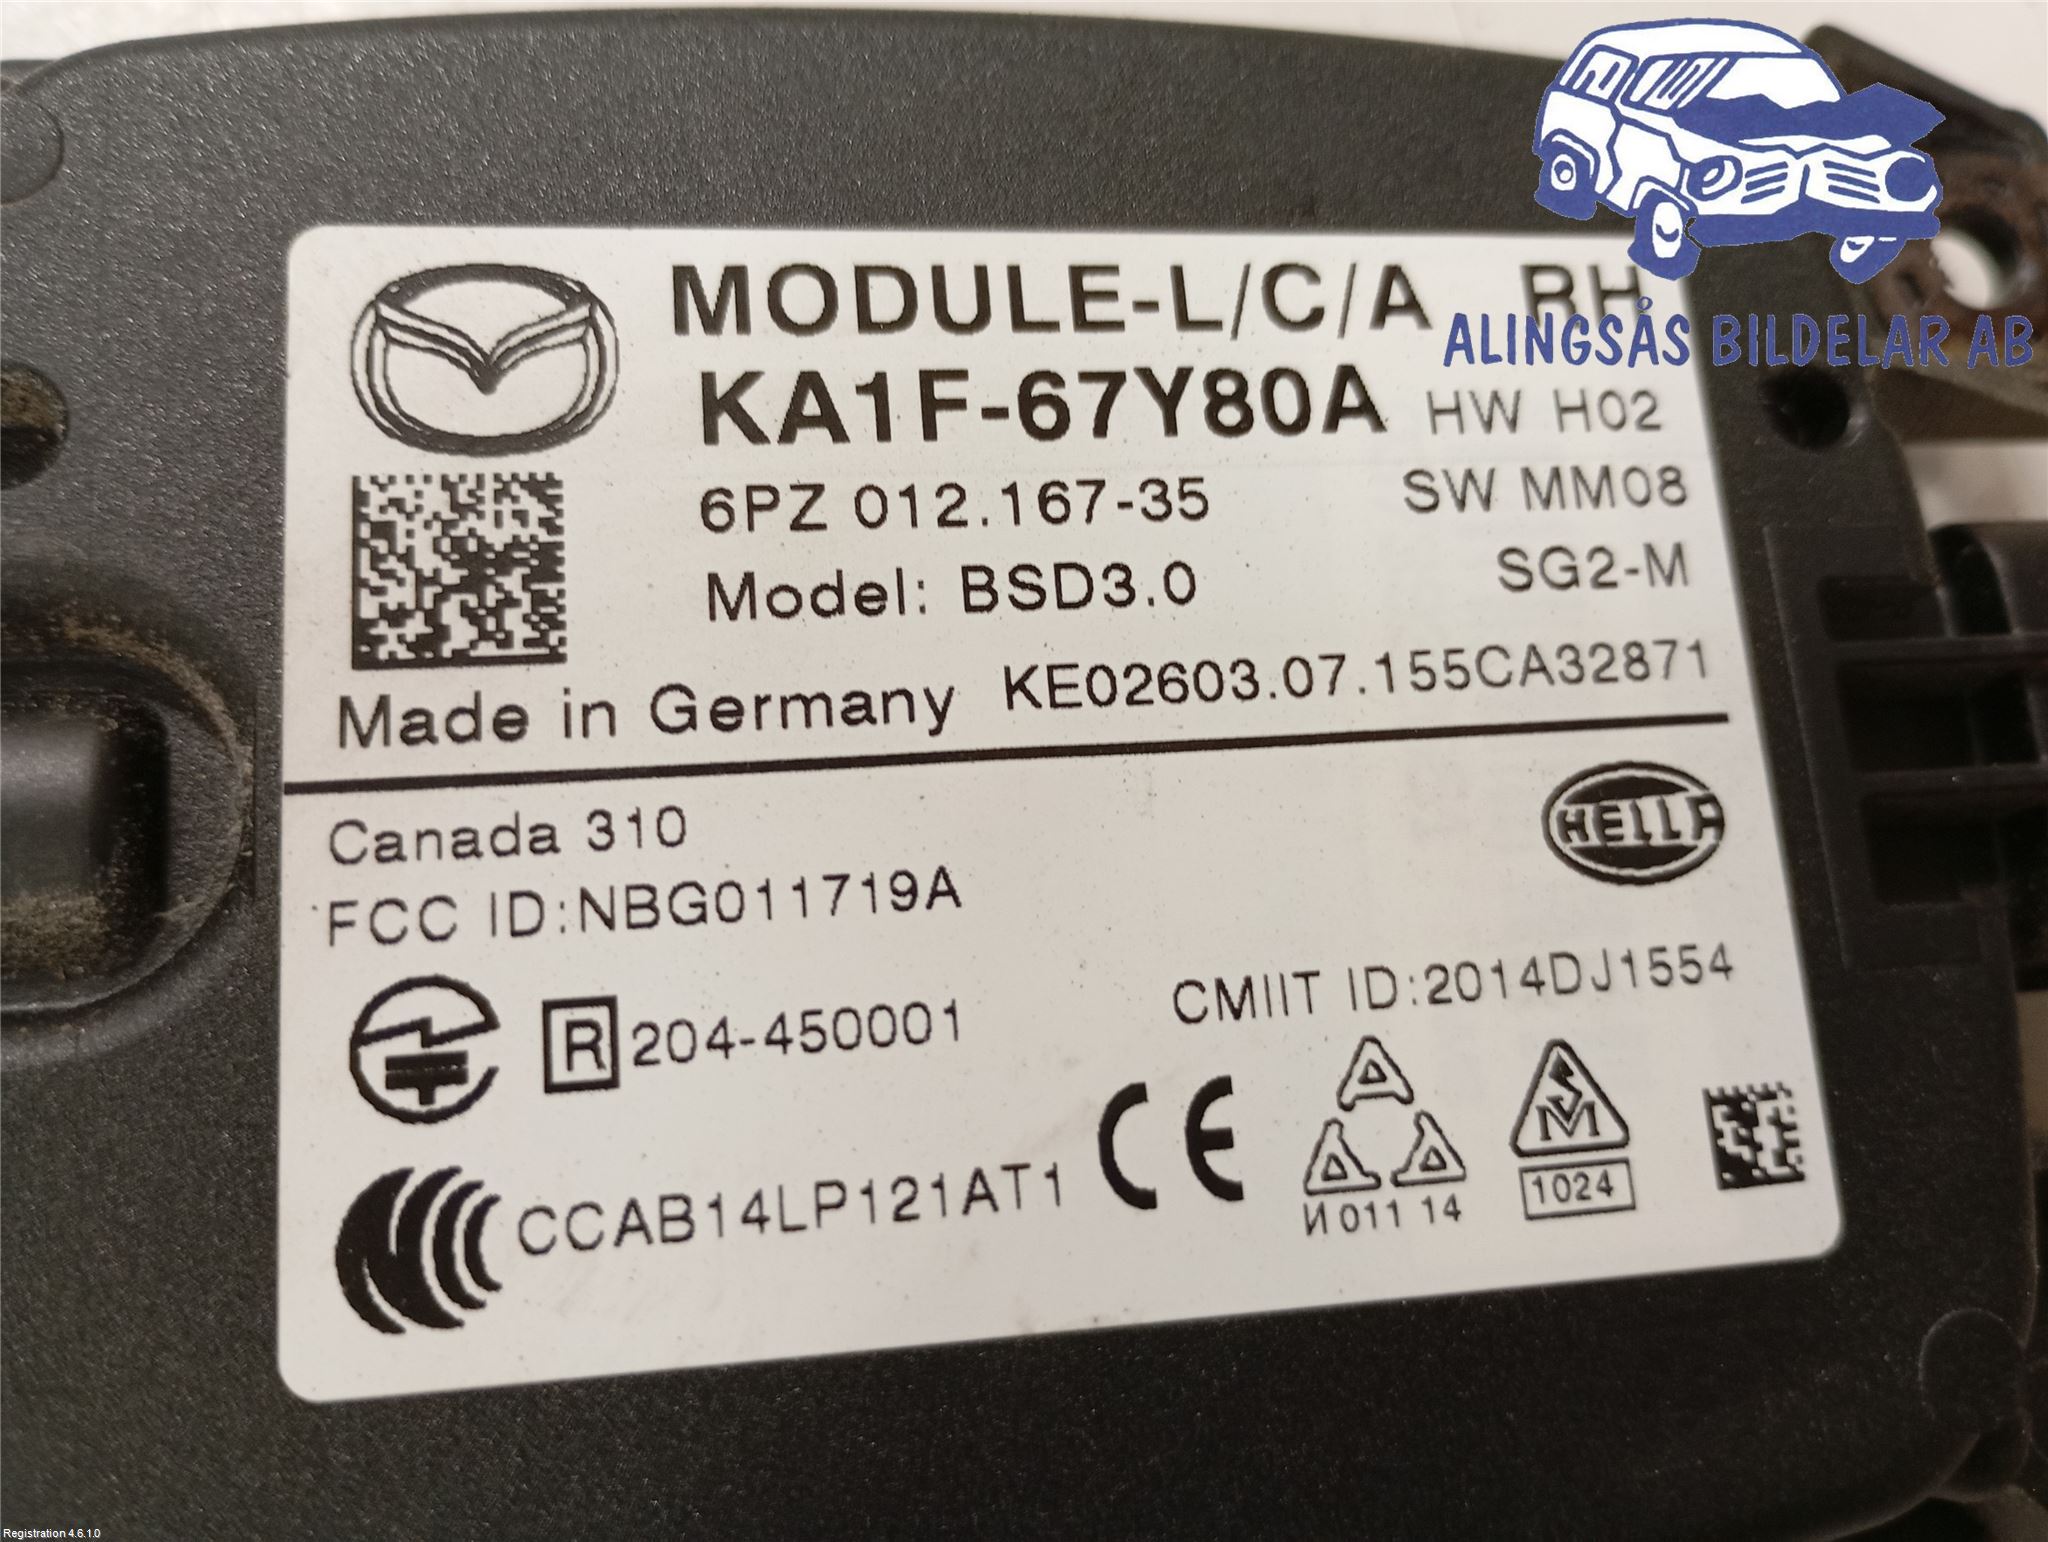 MODULE-L/C/A RH
ALINGSÅS BILDELAR AB
KA1F-67Y80A HW H02
6PZ 012.167-35 SW MM08
Model: BSD3.0 SG2-M
Made in Germany KE02603.07.155CA32871
Canada 310
HELLA
FCC ID:NBG011719A
CMIIT ID:2014DJ1554
R 204-450001
CE
SM
1024
И011 14
CCAB14LP121AT1
Registration 4.6.1.0